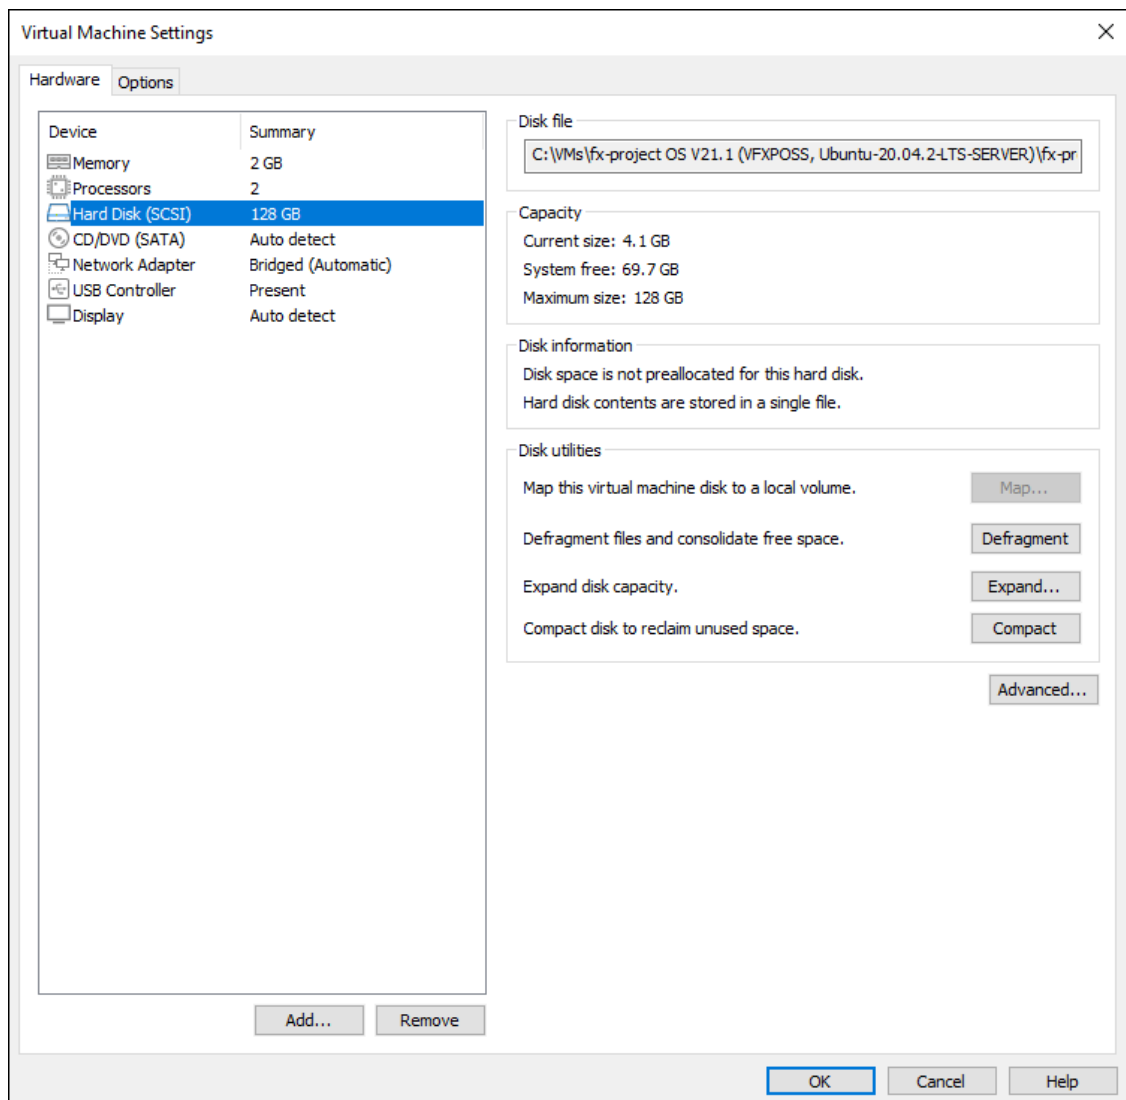 Virtual Machine Settings
Hardware Options
Device Summary
Memory 2 GB
Processors 2
Hard Disk (SCSI) 128 GB
CD/DVD (SATA) Auto detect
Network Adapter Bridged (Automatic)
USB Controller Present
Display Auto detect
Add... Remove
Disk file
C:\VMs\fx-project OS V21.1 (VFXPOSS, Ubuntu-20.04.2-LTS-SERVER)\fx-pr
Capacity
Current size: 4.1 GB
System free: 69.7 GB
Maximum size: 128 GB
Disk information
Disk space is not preallocated for this hard disk.
Hard disk contents are stored in a single file.
Disk utilities
Map this virtual machine disk to a local volume. Map...
Defragment files and consolidate free space. Defragment
Expand disk capacity. Expand...
Compact disk to reclaim unused space. Compact
Advanced...
OK Cancel Help